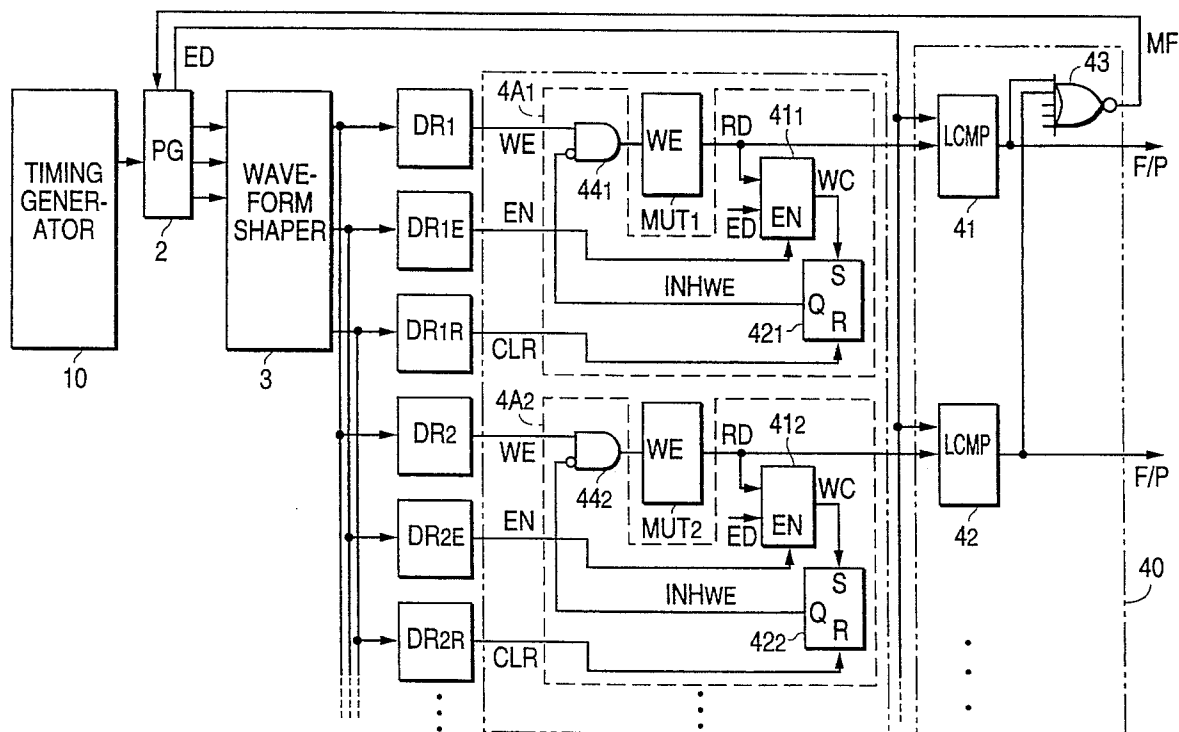 MF
ED
43
4A1
TIMING
GENER-
ATOR
PG
WAVE-
FORM
SHAPER
DR1
WE
WE
RD
411
LCMP
F/P
441
WC
2
MUT1
ED
EN
41
DR1E
EN
INHWE
S
Q
R
421
DR1R
CLR
10
3
4A2
DR2
WE
WE
RD
412
LCMP
F/P
442
WC
MUT2
ED
EN
42
DR2E
EN
INHWE
S
Q
R
422
40
DR2R
CLR